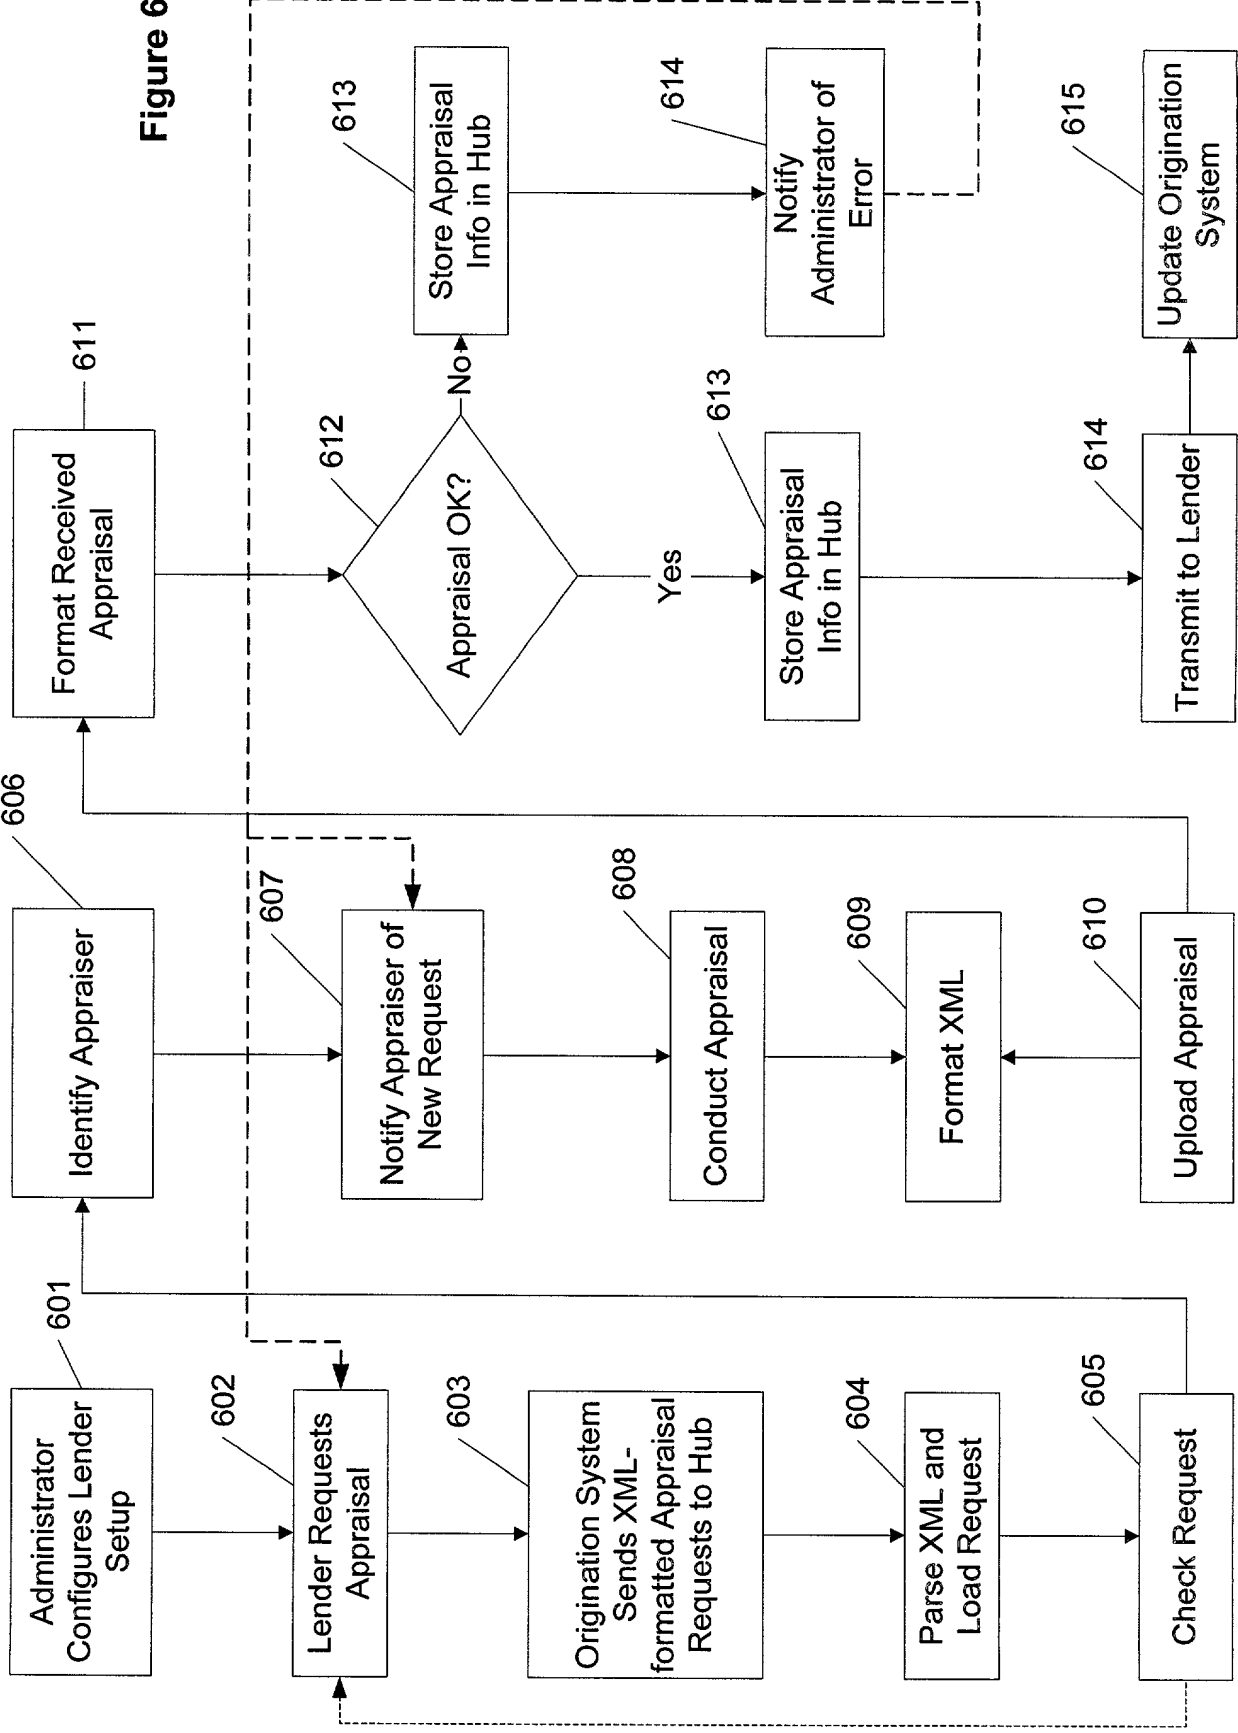 Figure 6
601
Administrator
Configures Lender
Setup
602
Lender Requests
Appraisal
603
Origination System
Sends XML-
formatted Appraisal
Requests to Hub
604
Parse XML and
Load Request
605
Check Request
606
Identify Appraiser
607
Notify Appraiser of
New Request
608
Conduct Appraisal
609
Format XML
610
Upload Appraisal
611
Format Received
Appraisal
612
Appraisal OK?
No
613
Store Appraisal
Info in Hub
614
Notify
Administrator of
Error
Yes
613
Store Appraisal
Info in Hub
614
Transmit to Lender
615
Update Origination
System